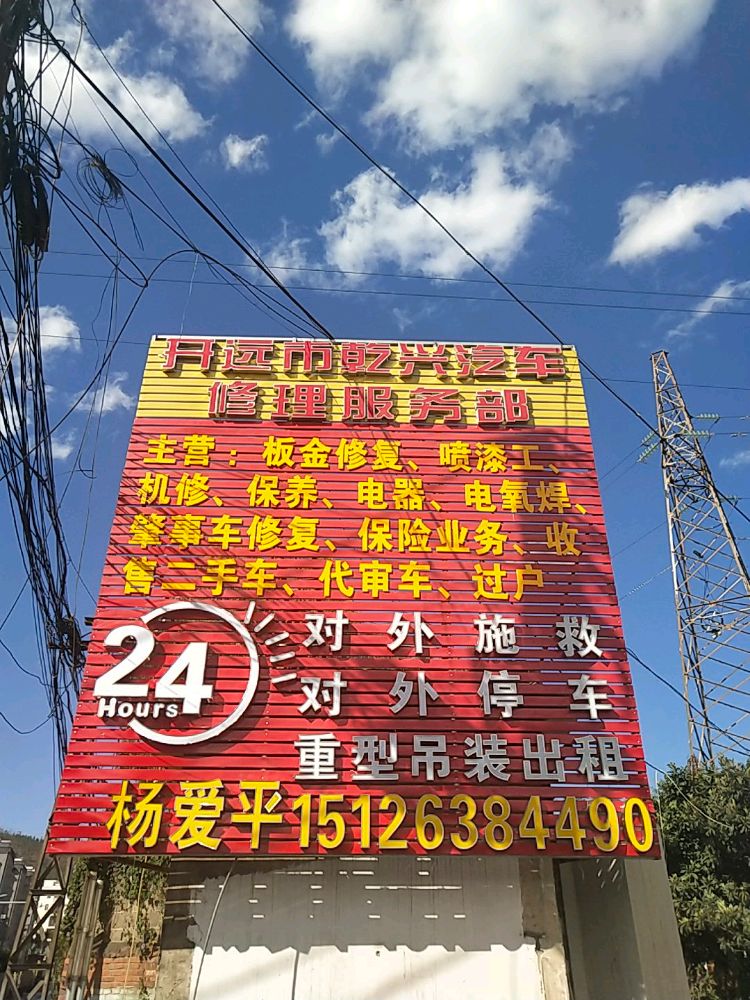 开远市乾兴汽车
修理服务部
主营：板金修复、喷漆工、
机修、保养、电器、电氧焊、
肇事车修复、保险业务、收
售二手车、代审车、过户
24
Hours
对外施救
对外停车
重型吊装出租
杨爱平15126384490